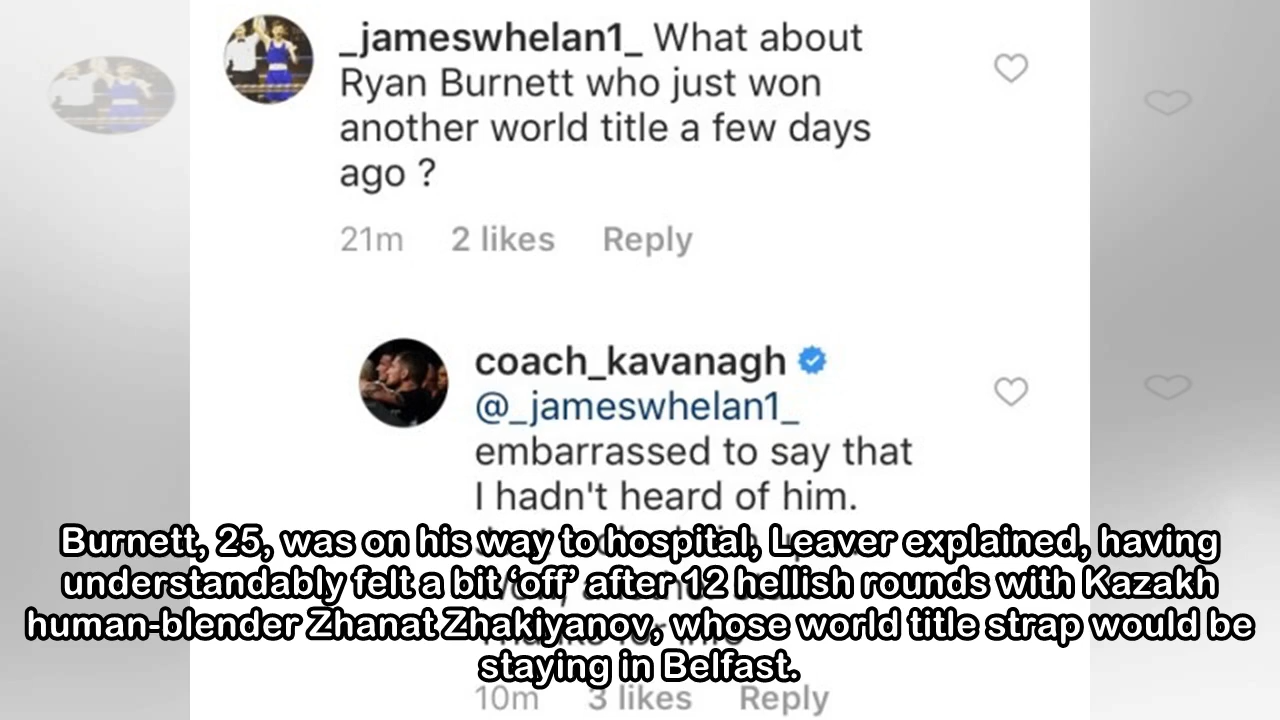 _jameswhelan1_ What about
Ryan Burnett who just won
another world title a few days
ago ?
21m 2 likes Reply
coach_kavanagh
@_jameswhelan1_
embarrassed to say that
I hadn't heard of him.
Burnett, 25, was on his way to hospital, Leaver explained, having
understandably felt a bit ‘off’ after 12 hellish rounds with Kazakh
human-blender Zhanat Zhakiyanov, whose world title strap would be
staying in Belfast.
10m 3 likes Reply